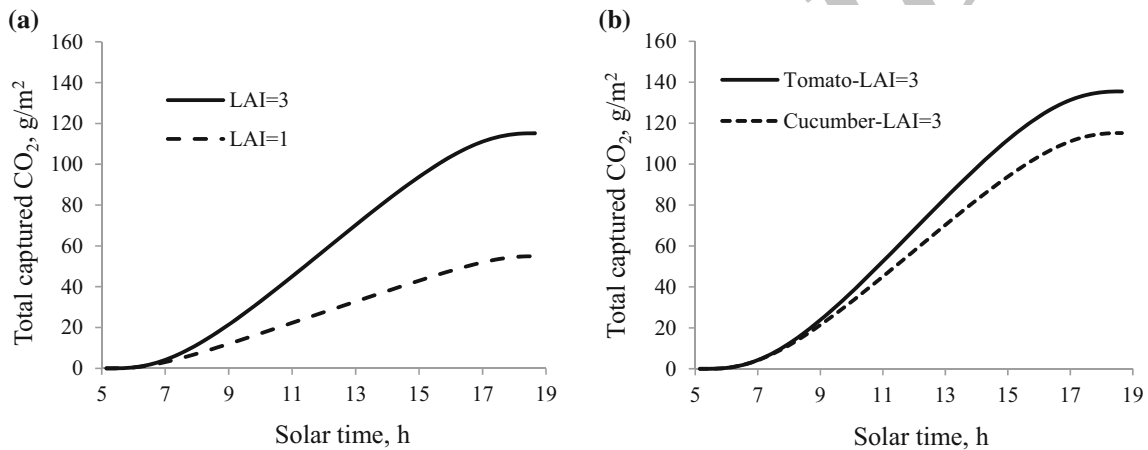 (a)
160
140
120
100
80
60
40
20
0
Total captured CO₂, g/m²
LAI=3
LAI=1
5 7 9 11 13 15 17 19
Solar time, h
(b)
160
140
120
100
80
60
40
20
0
Total captured CO₂, g/m²
Tomato-LAI=3
Cucumber-LAI=3
5 7 9 11 13 15 17 19
Solar time, h